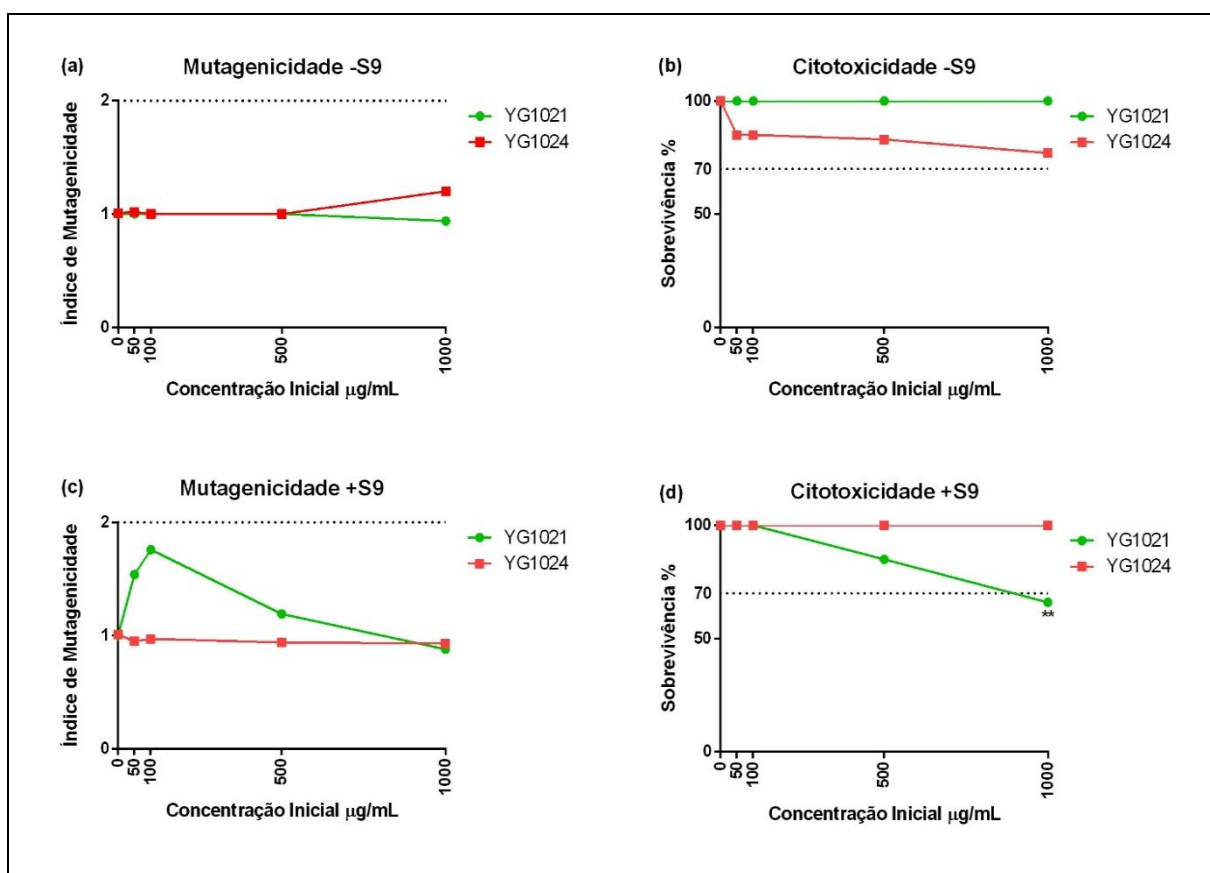 (a)
Mutagenicidade -S9
Índice de Mutagenicidade
2
1
0
0
50
100
500
1000
Concentração Inicial µg/mL
YG1021
YG1024
(b)
Citotoxicidade -S9
Sobrevivência %
100
70
50
0
0
50
100
500
1000
Concentração Inicial µg/mL
YG1021
YG1024
(c)
Mutagenicidade +S9
Índice de Mutagenicidade
2
1
0
0
50
100
500
1000
Concentração Inicial µg/mL
YG1021
YG1024
(d)
Citotoxicidade +S9
Sobrevivência %
100
70
50
0
0
50
100
500
1000
**
Concentração Inicial µg/mL
YG1021
YG1024